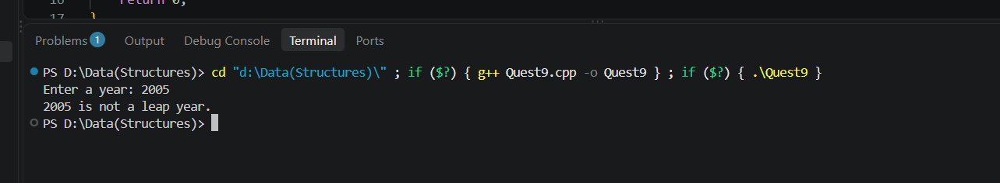 16 return 0;
17 }
Problems 1 Output Debug Console Terminal Ports
PS D:\Data(Structures)> cd "d:\Data(Structures)\" ; if ($?) { g++ Quest9.cpp -o Quest9 } ; if ($?) { .\Quest9 }
Enter a year: 2005
2005 is not a leap year.
PS D:\Data(Structures)>